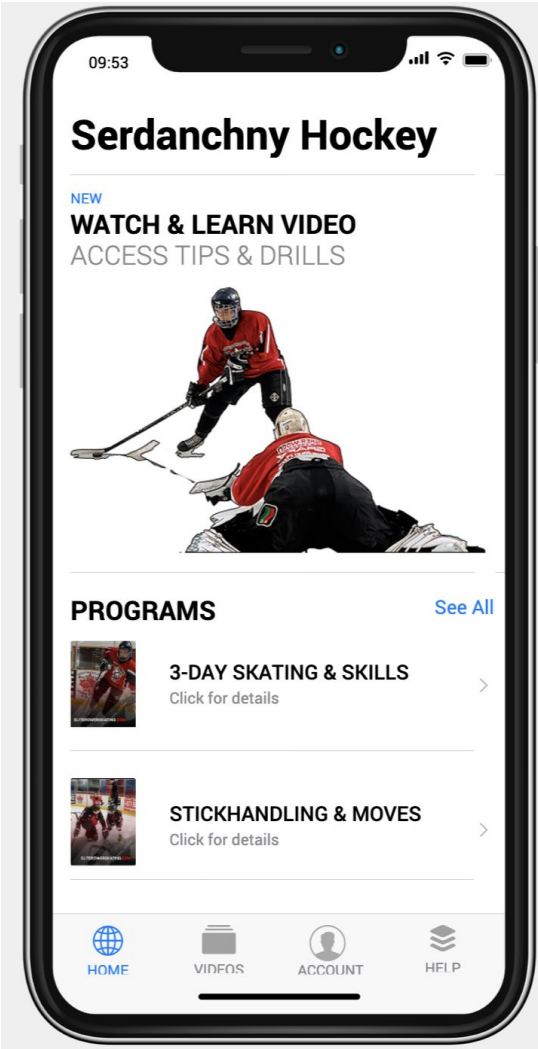 09:53
Serdanchny Hockey
NEW
WATCH & LEARN VIDEO
ACCESS TIPS & DRILLS
PROGRAMS
See All
3-DAY SKATING & SKILLS
Click for details
STICKHANDLING & MOVES
Click for details
HOME
VIDEOS
ACCOUNT
HELP